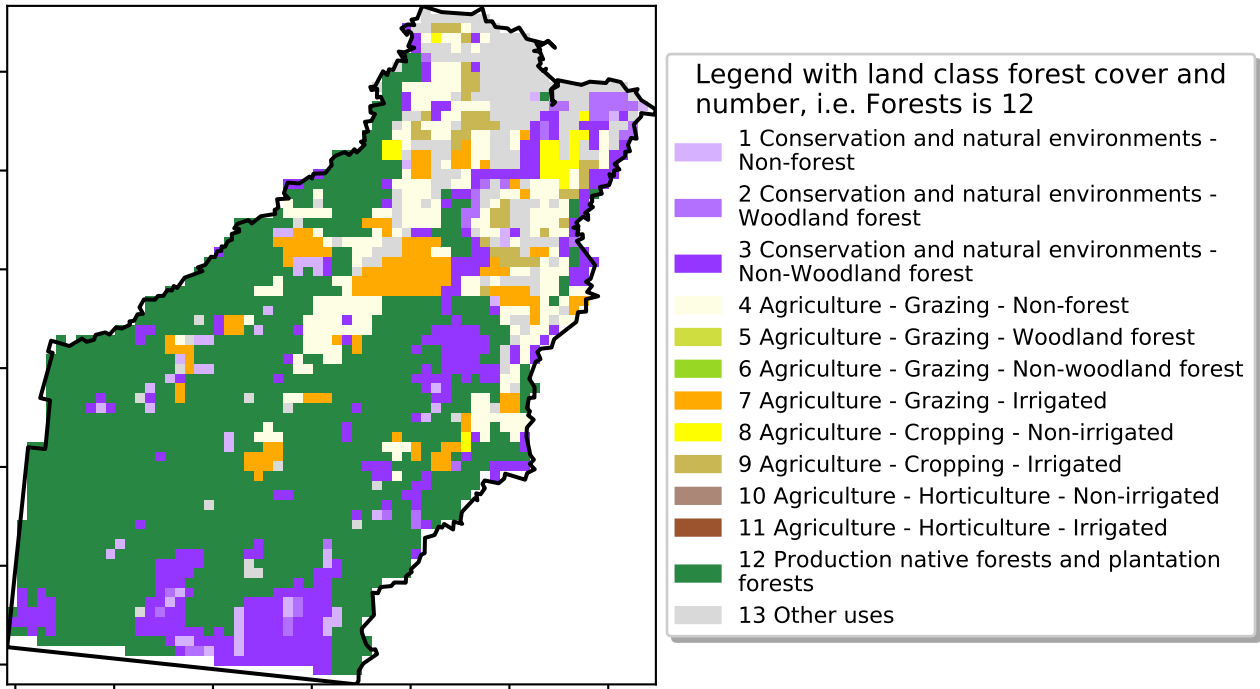 Legend with land class forest cover and
number, i.e. Forests is 12
1 Conservation and natural environments -
Non-forest
2 Conservation and natural environments -
Woodland forest
3 Conservation and natural environments -
Non-Woodland forest
4 Agriculture - Grazing - Non-forest
5 Agriculture - Grazing - Woodland forest
6 Agriculture - Grazing - Non-woodland forest
7 Agriculture - Grazing - Irrigated
8 Agriculture - Cropping - Non-irrigated
9 Agriculture - Cropping - Irrigated
10 Agriculture - Horticulture - Non-irrigated
11 Agriculture - Horticulture - Irrigated
12 Production native forests and plantation
forests
13 Other uses